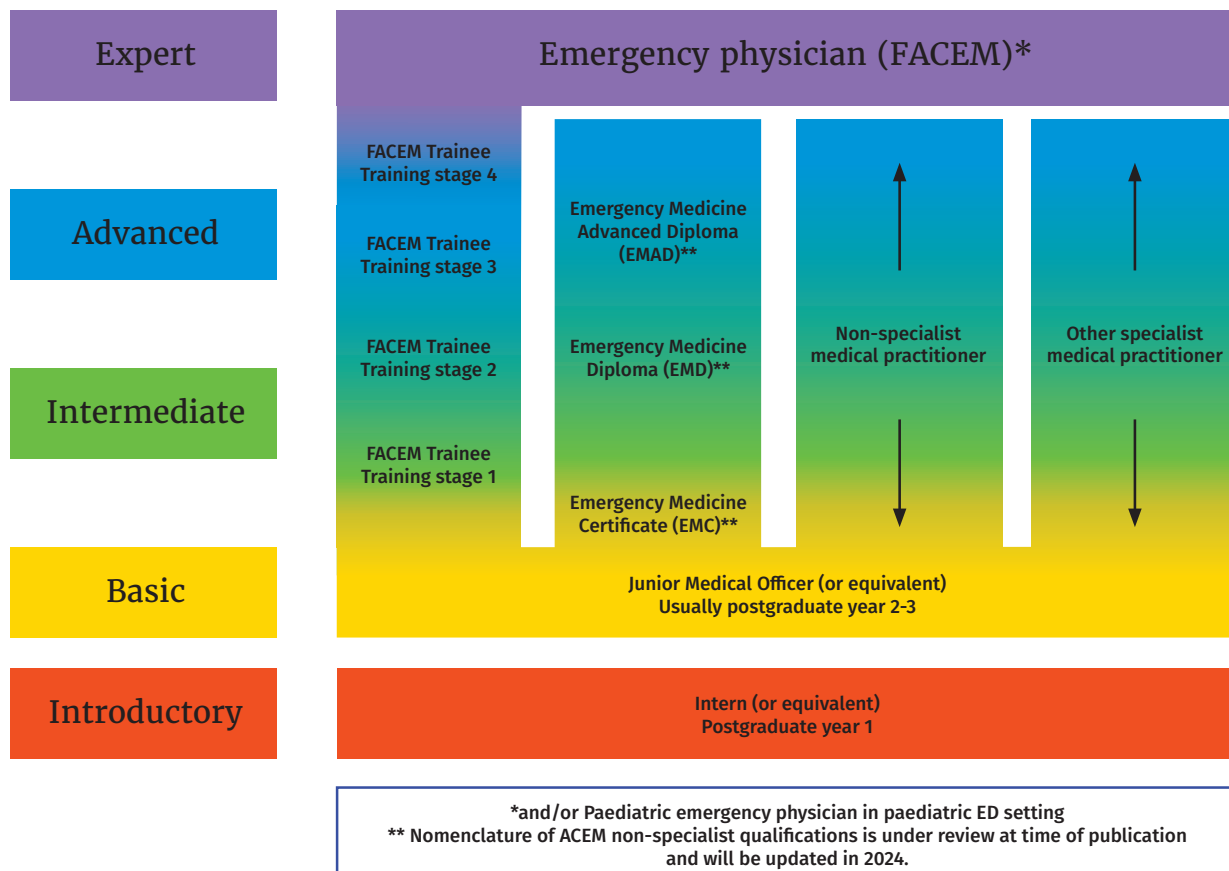 Expert
Emergency physician (FACEM)*
FACEM Trainee
Training stage 4
Advanced
Emergency Medicine
Advanced Diploma
(EMAD)**
FACEM Trainee
Training stage 3
FACEM Trainee
Training stage 2
Emergency Medicine
Diploma (EMD)**
Non-specialist
medical practitioner
Other specialist
medical practitioner
Intermediate
FACEM Trainee
Training stage 1
Emergency Medicine
Certificate (EMC)**
Basic
Junior Medical Officer (or equivalent)
Usually postgraduate year 2-3
Introductory
Intern (or equivalent)
Postgraduate year 1
*and/or Paediatric emergency physician in paediatric ED setting
** Nomenclature of ACEM non-specialist qualifications is under review at time of publication
and will be updated in 2024.